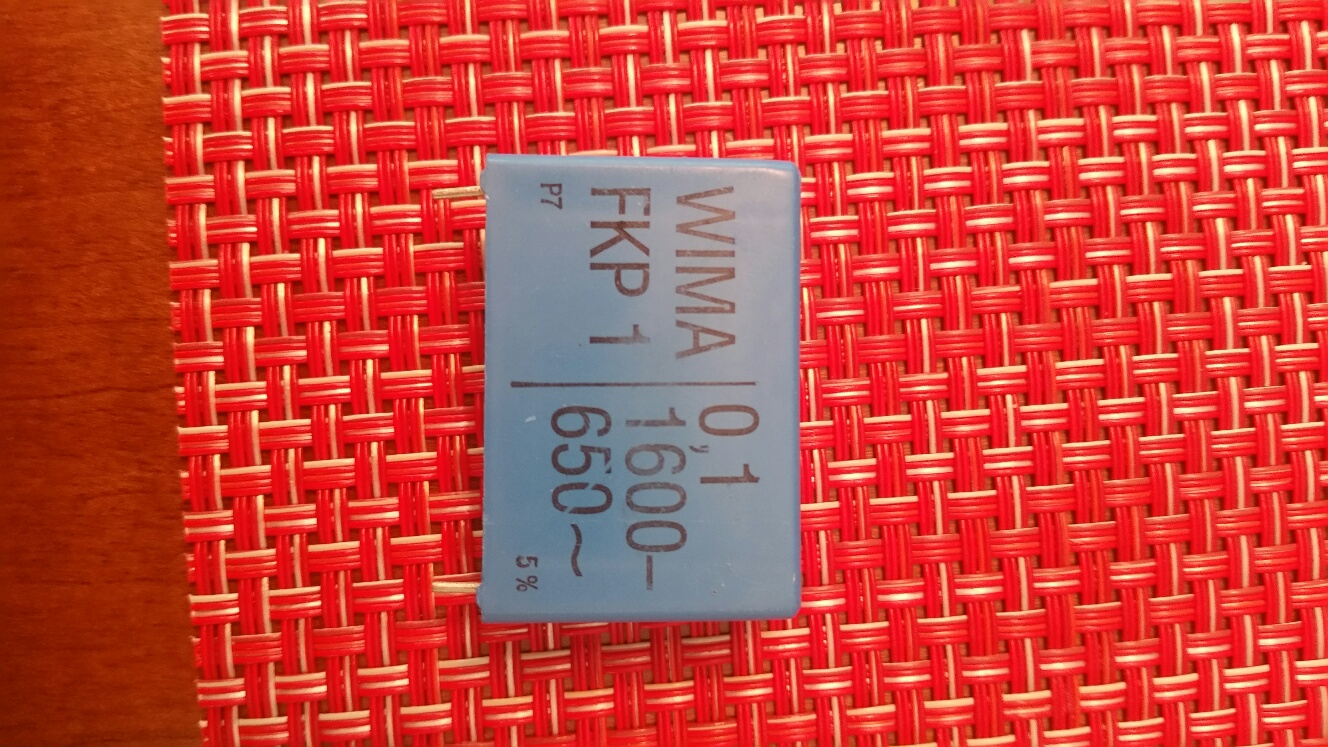 WIMA
FKP 1
P7
0,1
1600–
650~
5%